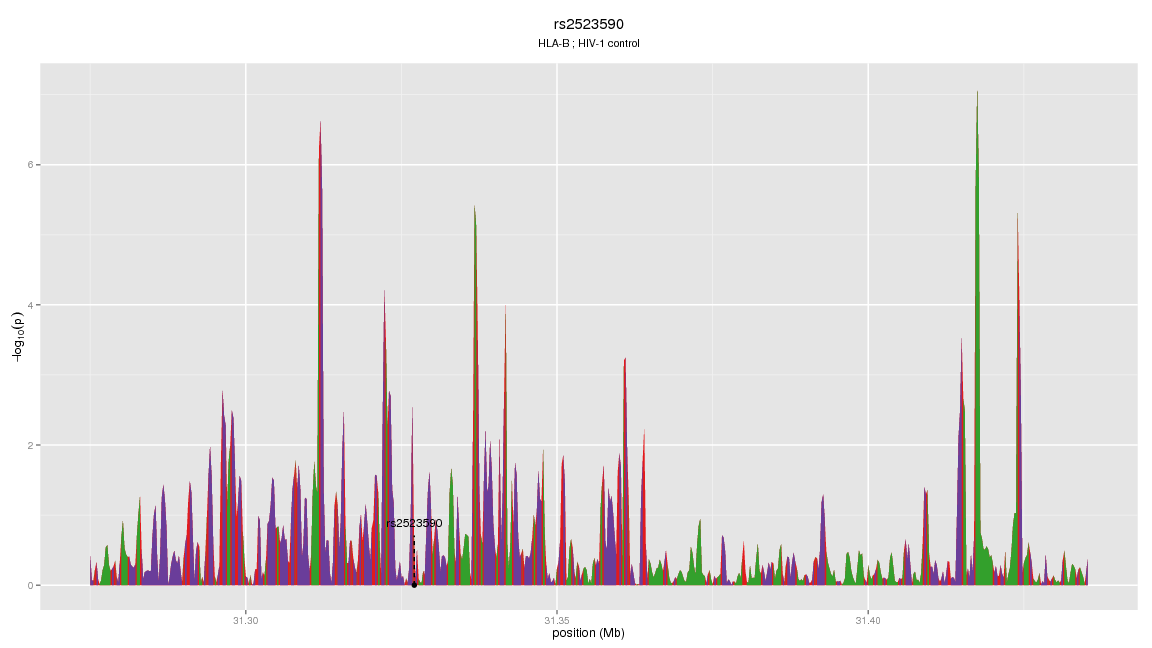 rs2523590
HLA-B ; HIV-1 control
−log10(p)
6
4
2
0
rs2523590
31.30
31.35
31.40
position (Mb)